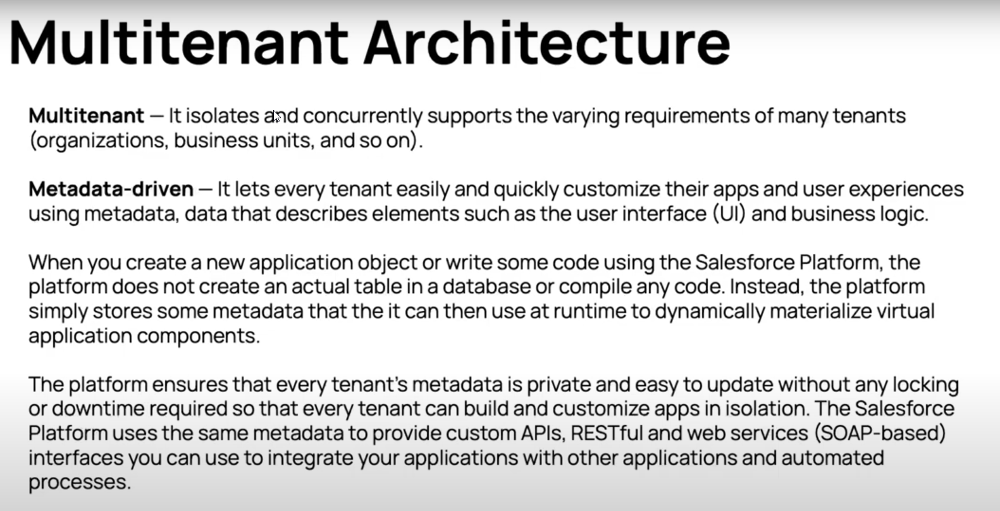 Multitenant Architecture
Multitenant — It isolates and concurrently supports the varying requirements of many tenants
(organizations, business units, and so on).
Metadata-driven — It lets every tenant easily and quickly customize their apps and user experiences
using metadata, data that describes elements such as the user interface (UI) and business logic.
When you create a new application object or write some code using the Salesforce Platform, the
platform does not create an actual table in a database or compile any code. Instead, the platform
simply stores some metadata that the it can then use at runtime to dynamically materialize virtual
application components.
The platform ensures that every tenant’s metadata is private and easy to update without any locking
or downtime required so that every tenant can build and customize apps in isolation. The Salesforce
Platform uses the same metadata to provide custom APIs, RESTful and web services (SOAP-based)
interfaces you can use to integrate your applications with other applications and automated
processes.